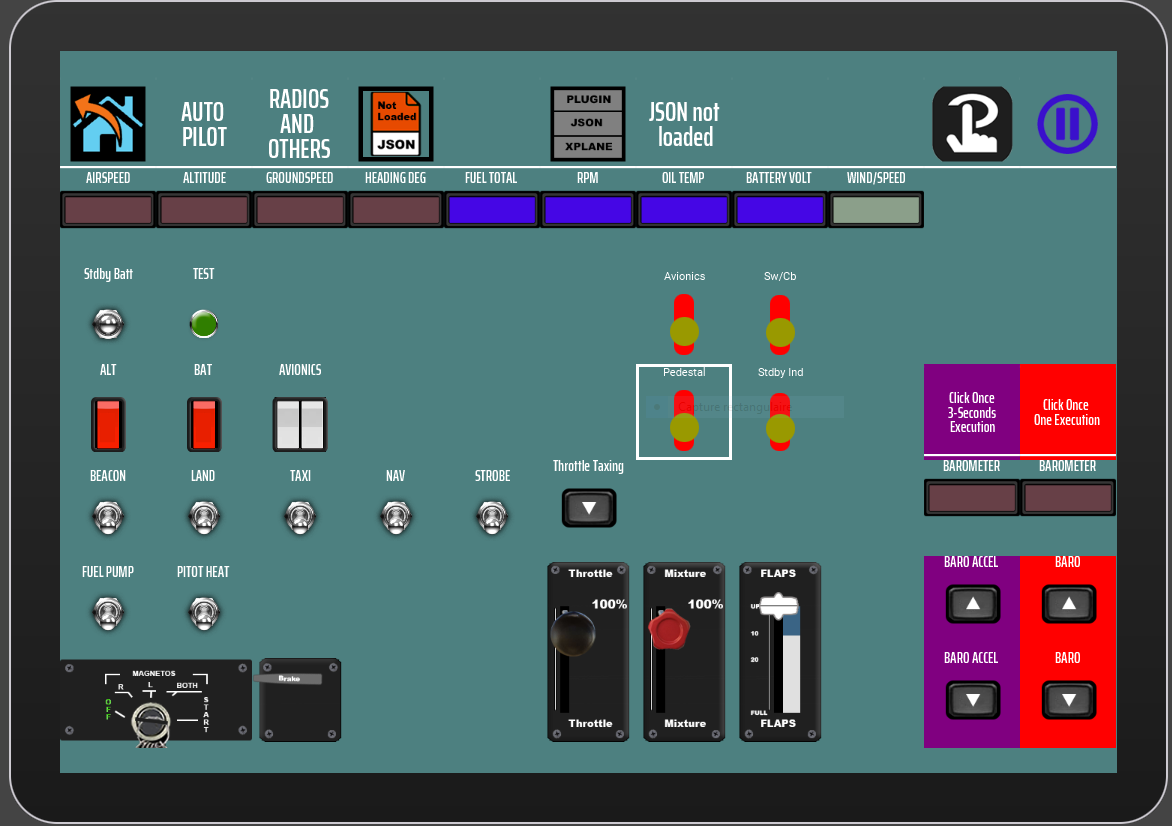 AUTO
PILOT
RADIOS
AND
OTHERS
Not
Loaded
JSON
PLUGIN
JSON
XPLANE
JSON not
loaded
AIRSPEED
ALTITUDE
GROUNDSPEED
HEADING DEG
FUEL TOTAL
RPM
OIL TEMP
BATTERY VOLT
WIND/SPEED
Stdby Batt
TEST
Avionics
Sw/Cb
ALT
BAT
AVIONICS
Pedestal
Stdby Ind
Capture rectangulaire
Click Once
3-Seconds
Execution
Click Once
One Execution
BEACON
LAND
TAXI
NAV
STROBE
Throttle Taxing
BAROMETER
BAROMETER
FUEL PUMP
PITOT HEAT
Throttle
100%
Throttle
Mixture
100%
Mixture
FLAPS
UP
10
20
FULL
FLAPS
BARO ACCEL
BARO
BARO ACCEL
BARO
MAGNETOS
OFF
R
L
BOTH
START
Brake